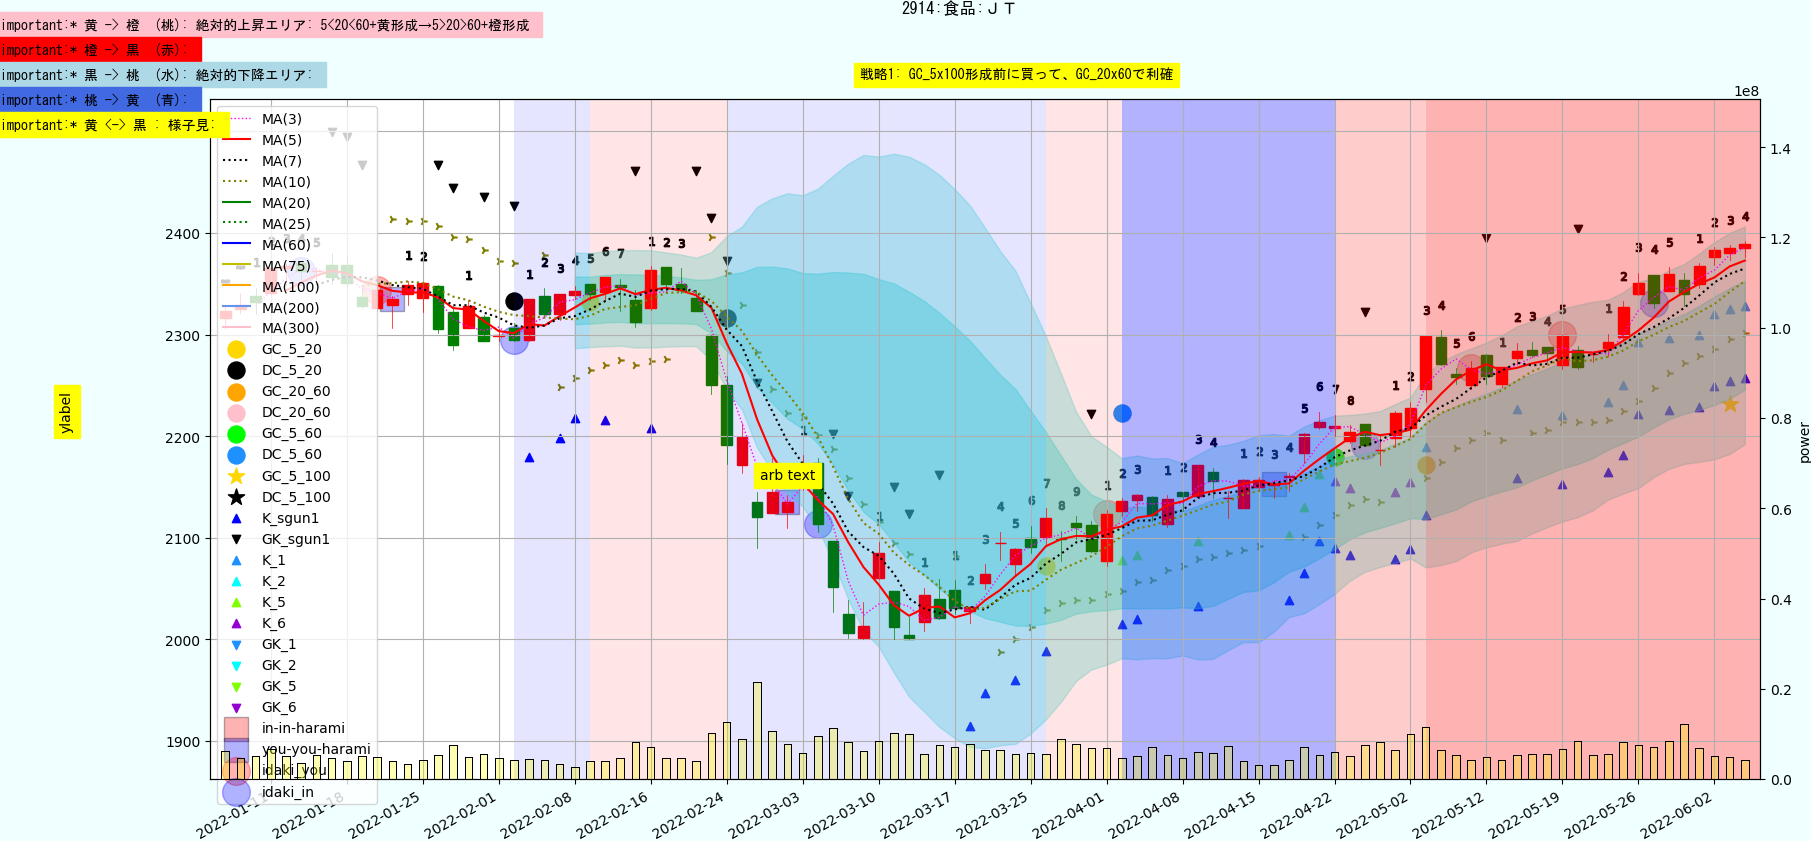 2914:食品:ＪＴ
important:* 黄 -> 橙 (桃): 絶対的上昇エリア: 5<20<60+黄形成→5>20>60+橙形成
important:* 橙 -> 黒 (赤):
important:* 黒 -> 桃 (水): 絶対的下降エリア:
戦略1: GC_5x100形成前に買って、GC_20x60で利確
important:* 桃 -> 黄 (青):
important:* 黄 <-> 黒 : 様子見:
1e8
MA(3)
MA(5)
MA(7)
MA(10)
MA(20)
MA(25)
MA(60)
MA(75)
MA(100)
MA(200)
MA(300)
GC_5_20
DC_5_20
GC_20_60
DC_20_60
GC_5_60
DC_5_60
GC_5_100
DC_5_100
K_sgun1
GK_sgun1
K_1
K_2
K_5
K_6
GK_1
GK_2
GK_5
GK_6
in-in-harami
you-you-harami
idaki_you
idaki_in
2400
2300
2200
2100
2000
1900
ylabel
arb text
1.4
1.2
1.0
0.8
0.6
0.4
0.2
0.0
power
2022-01-11
2022-01-18
2022-01-25
2022-02-01
2022-02-08
2022-02-16
2022-02-24
2022-03-03
2022-03-10
2022-03-17
2022-03-25
2022-04-01
2022-04-08
2022-04-15
2022-04-22
2022-05-02
2022-05-12
2022-05-19
2022-05-26
2022-06-02